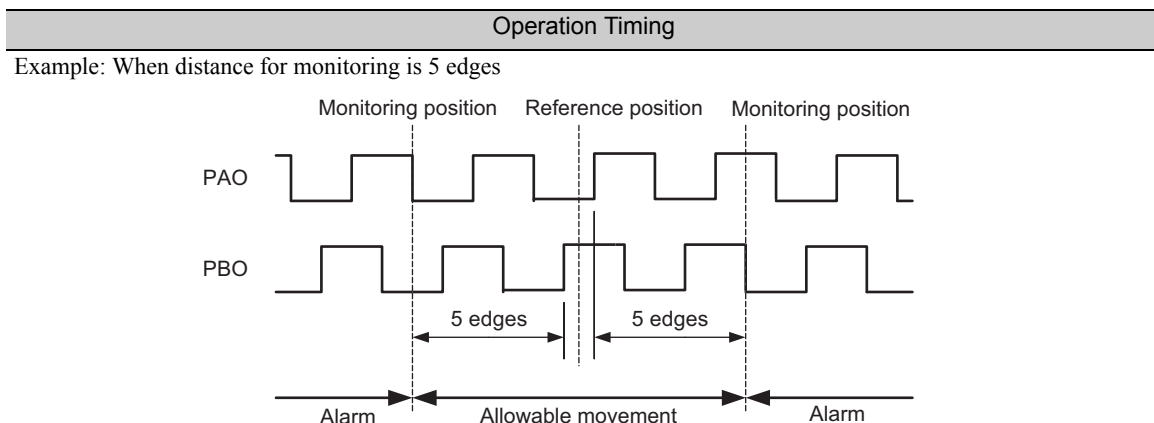 Operation Timing
Example: When distance for monitoring is 5 edges
Monitoring position Reference position Monitoring position
PAO
PBO
5 edges 5 edges
Alarm Allowable movement Alarm